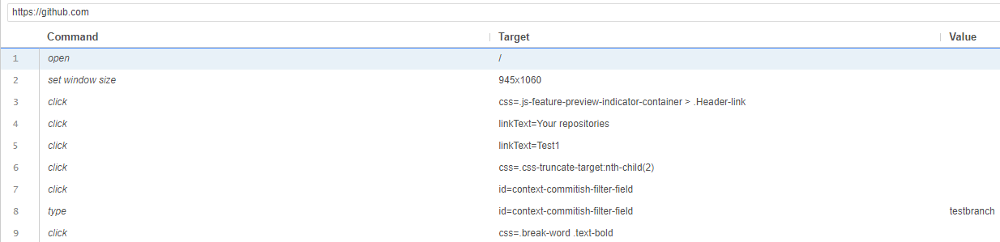 https://github.com
Command Target Value
1 open /
2 set window size 945x1060
3 click css=.js-feature-preview-indicator-container > .Header-link
4 click linkText=Your repositories
5 click linkText=Test1
6 click css=.css-truncate-target:nth-child(2)
7 click id=context-commitish-filter-field
8 type id=context-commitish-filter-field testbranch
9 click css=.break-word .text-bold